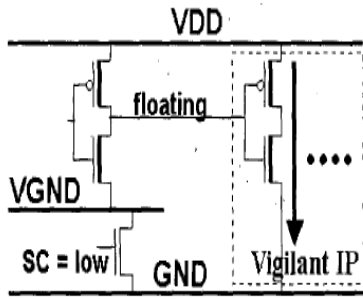 VDD
floating
VGND
SC = low
GND
Vigilant IP